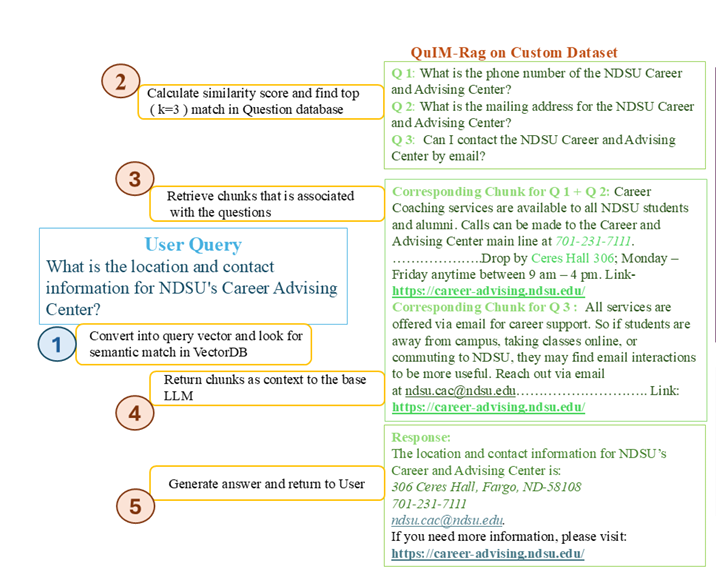 QuIM-Rag on Custom Dataset
2
Calculate similarity score and find top
( k=3 ) match in Question database
Q 1: What is the phone number of the NDSU Career
and Advising Center?
Q 2: What is the mailing address for the NDSU Career
and Advising Center?
Q 3: Can I contact the NDSU Career and Advising
Center by email?
3
Retrieve chunks that is associated
with the questions
Corresponding Chunk for Q 1 + Q 2: Career
Coaching services are available to all NDSU students
and alumni. Calls can be made to the Career and
Advising Center main line at 701-231-7111.
………………..Drop by Ceres Hall 306; Monday –
Friday anytime between 9 am – 4 pm. Link-
https://career-advising.ndsu.edu/
Corresponding Chunk for Q 3 : All services are
offered via email for career support. So if students are
away from campus, taking classes online, or
commuting to NDSU, they may find email interactions
to be more useful. Reach out via email
at ndsu.cac@ndsu.edu……………………….. Link:
https://career-advising.ndsu.edu/
User Query
What is the location and contact
information for NDSU's Career Advising
Center?
1
Convert into query vector and look for
semantic match in VectorDB
Return chunks as context to the base
LLM
4
Response:
The location and contact information for NDSU’s
Career and Advising Center is:
306 Ceres Hall, Fargo, ND-58108
701-231-7111
ndsu.cac@ndsu.edu.
If you need more information, please visit:
https://career-advising.ndsu.edu/
Generate answer and return to User
5